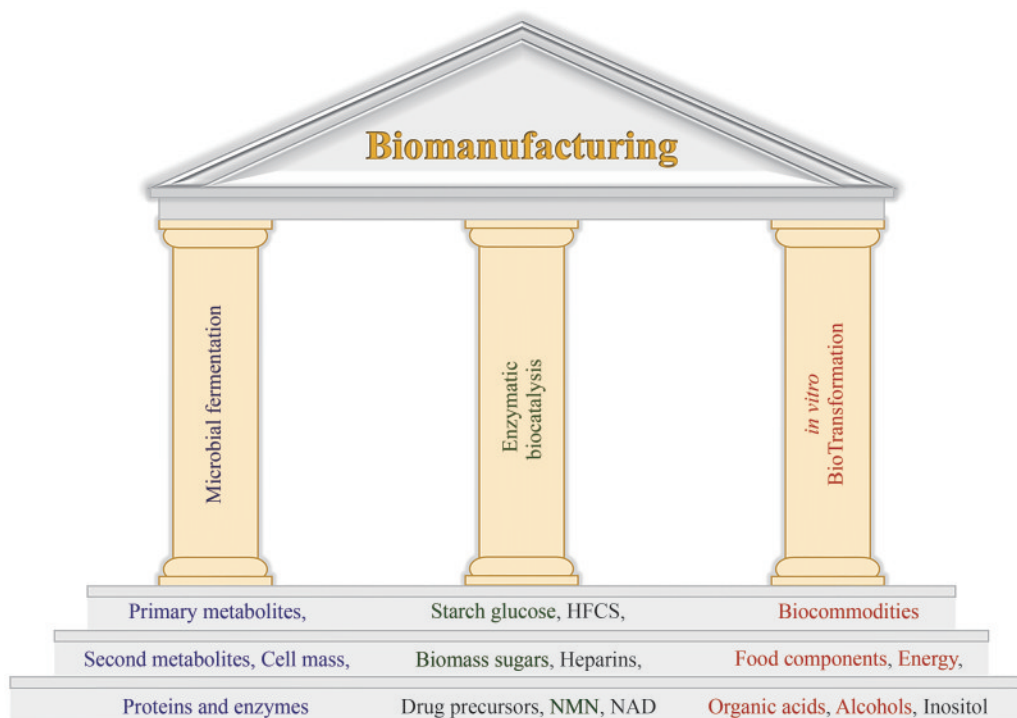 Biomanufacturing
Microbial fermentation
Enzymatic
biocatalysis
in vitro
BioTransformation
Primary metabolites,
Starch glucose, HFCS,
Biocommodities
Second metabolites, Cell mass,
Biomass sugars, Heparins,
Food components, Energy,
Proteins and enzymes
Drug precursors, NMN, NAD
Organic acids, Alcohols, Inositol